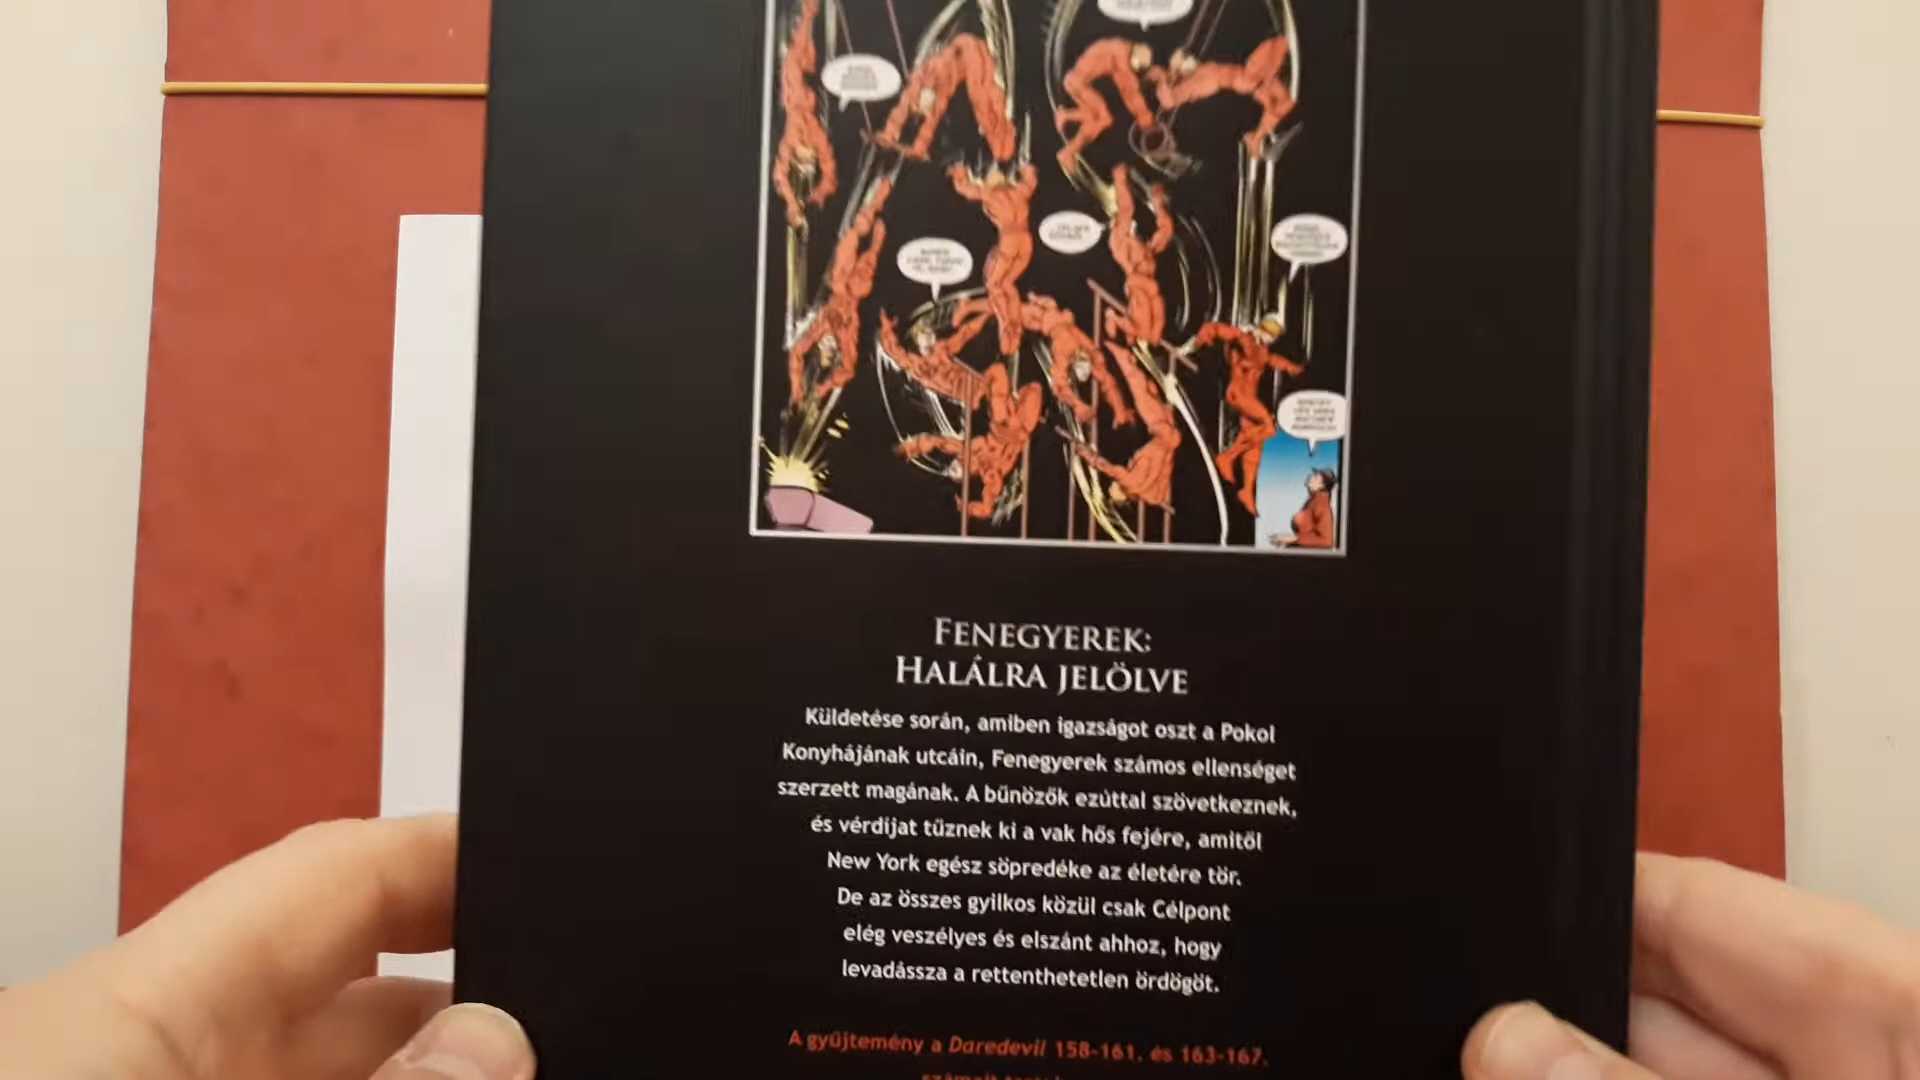 FENEGYEREK:
HALÁLRA JELÖLVE
Küldetése során, amiben igazságot oszt a Pokol
Konyhájának utcáin, Fenegyerek számos ellenséget
szerzett magának. A bűnözők ezúttal szövetkeznek,
és vérdíjat tűznek ki a vak hős fejére, amitől
New York egész söpredéke az életére tör.
De az összes gyilkos közül csak Célpont
elég veszélyes és elszánt ahhoz, hogy
levadássza a rettenthetetlen ördögöt.
A gyűjtemény a Daredevil 158-161. és 163-167.